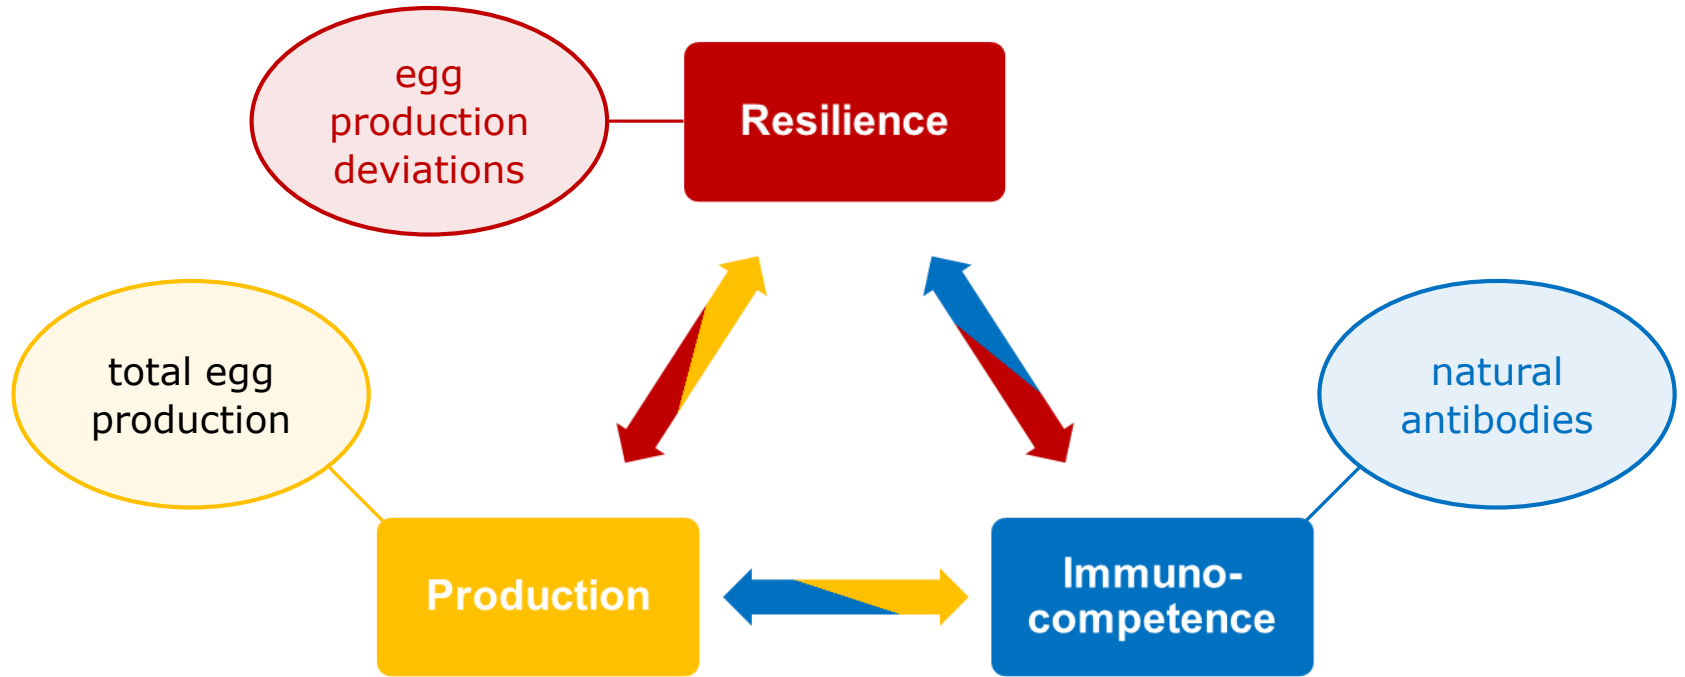 egg
production
deviations
Resilience
total egg
production
natural
antibodies
Production
Immuno-
competence